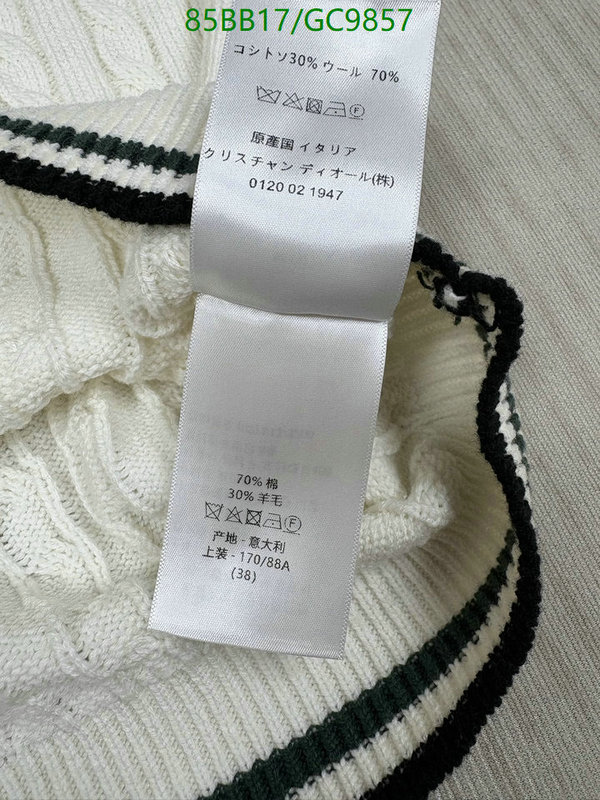 85BB17/GC9857
コシトソ30% ウール 70%
F
原産国 イタリア
クリスチャン ディオール(株)
0120 02 1947
70% 棉
30% 羊毛
F
产地 - 意大利
上装 - 170/88A
(38)